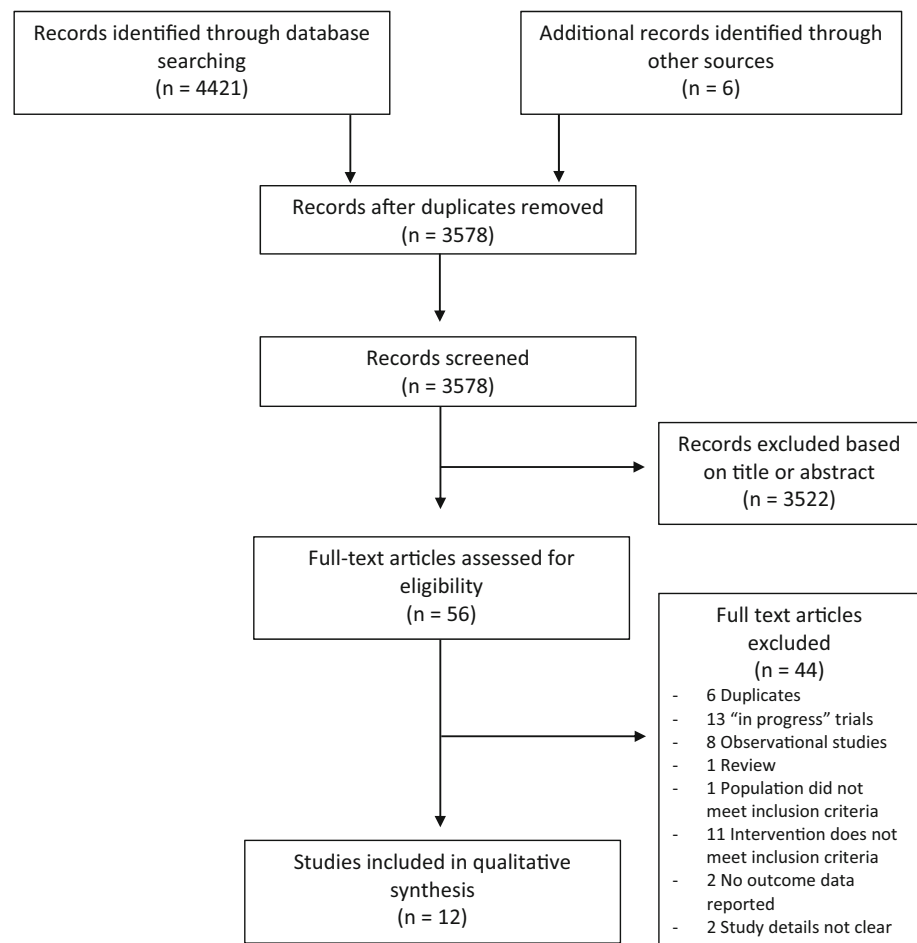 Records identified through database
searching
(n = 4421)
Additional records identified through
other sources
(n = 6)
Records after duplicates removed
(n = 3578)
Records screened
(n = 3578)
Records excluded based
on title or abstract
(n = 3522)
Full-text articles assessed for
eligibility
(n = 56)
Full text articles
excluded
(n = 44)
- 6 Duplicates
- 13 “in progress” trials
- 8 Observational studies
- 1 Review
- 1 Population did not
meet inclusion criteria
- 11 Intervention does not
meet inclusion criteria
- 2 No outcome data
reported
- 2 Study details not clear
Studies included in qualitative
synthesis
(n = 12)